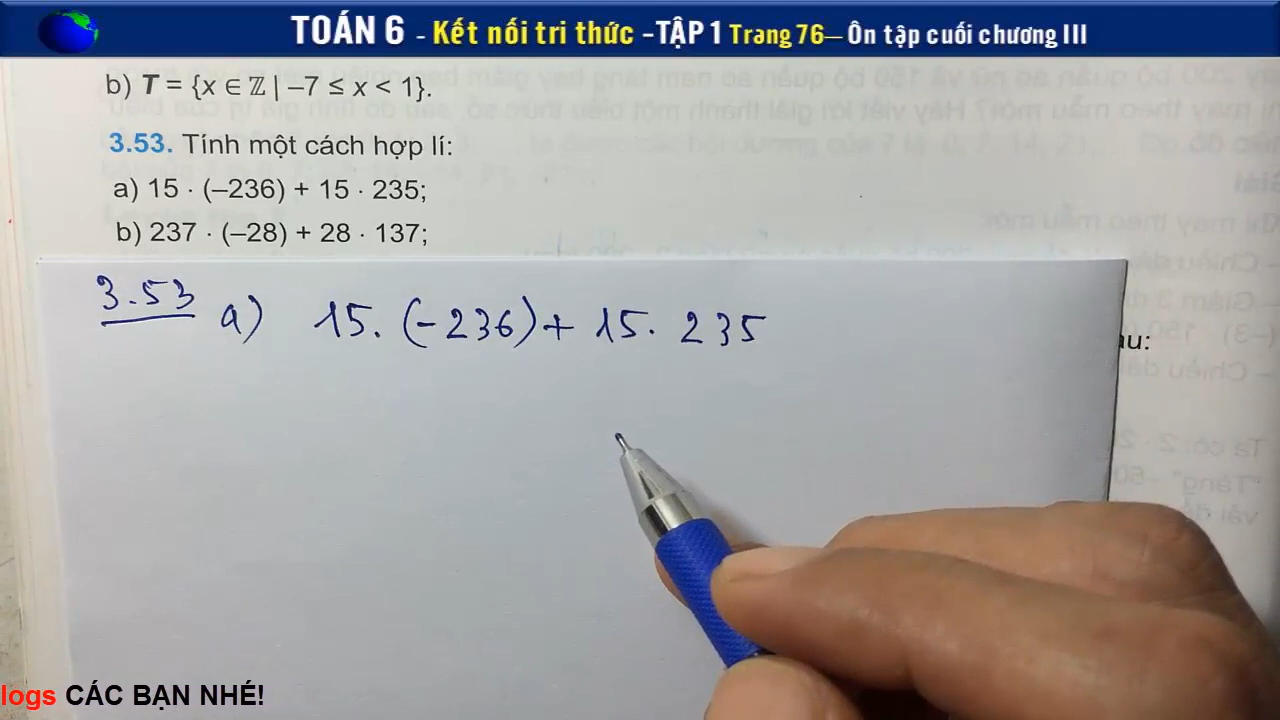 TOÁN 6 - Kết nối tri thức -TẬP 1 Trang 76– Ôn tập cuối chương III
b) T = {x ∈ ℤ | –7 ≤ x < 1}.
3.53. Tính một cách hợp lí:
a) 15 · (–236) + 15 · 235;
b) 237 · (–28) + 28 · 137;
3.53 a) 15. (-236) + 15. 235
logs CÁC BẠN NHÉ!